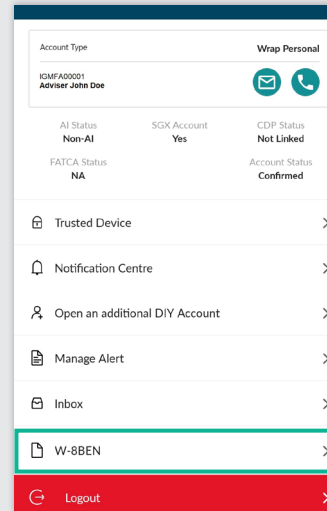 Account Type Wrap Personal
IGMFA00001
Adviser John Doe
AI Status SGX Account CDP Status
Non-AI Yes Not Linked
FATCA Status Account Status
NA Confirmed
Trusted Device
Notification Centre
Open an additional DIY Account
Manage Alert
Inbox
W-8BEN
Logout